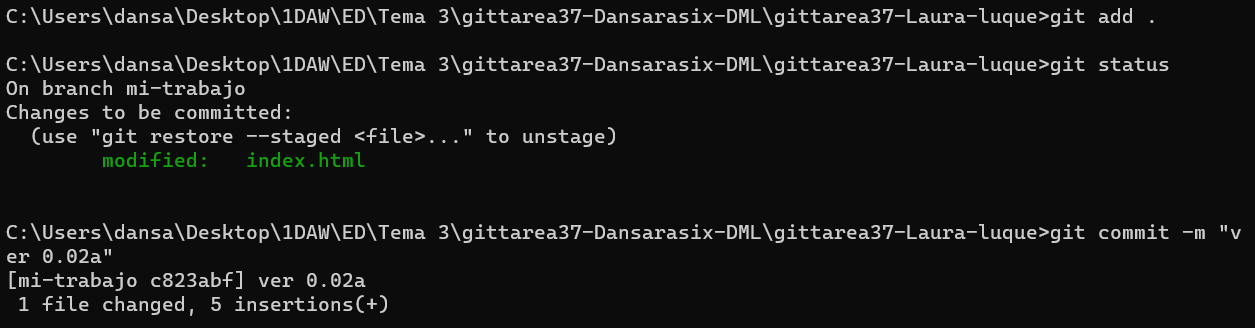 C:\Users\dansa\Desktop\1DAW\ED\Tema 3\gittarea37-Dansarasix-DML\gittarea37-Laura-luque>git add .
C:\Users\dansa\Desktop\1DAW\ED\Tema 3\gittarea37-Dansarasix-DML\gittarea37-Laura-luque>git status
On branch mi-trabajo
Changes to be committed:
  (use "git restore --staged <file>..." to unstage)
        modified:   index.html
C:\Users\dansa\Desktop\1DAW\ED\Tema 3\gittarea37-Dansarasix-DML\gittarea37-Laura-luque>git commit -m "v
er 0.02a"
[mi-trabajo c823abf] ver 0.02a
 1 file changed, 5 insertions(+)